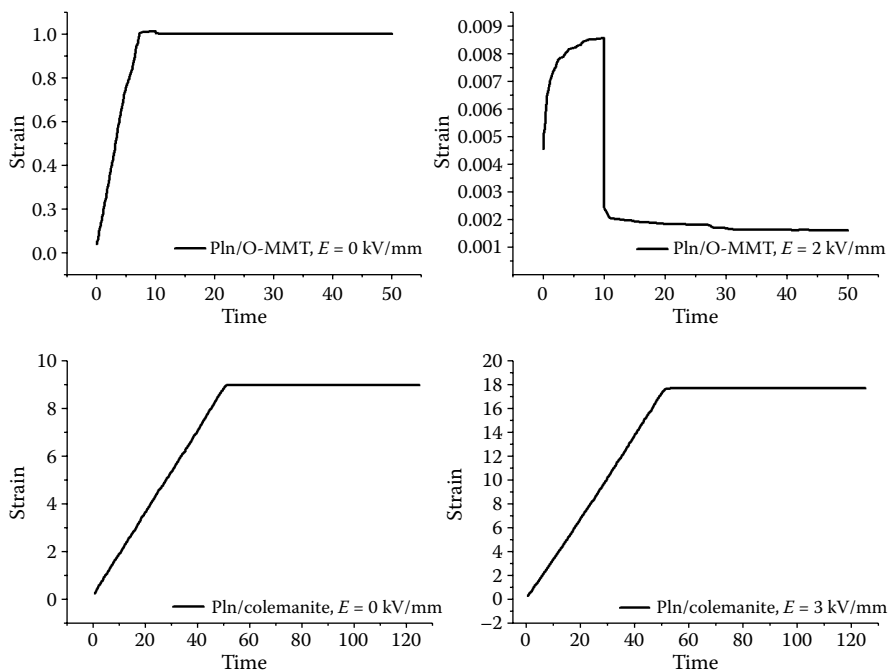 1.0
0.8
0.6
0.4
0.3
0.0
Strain
Pln/O-MMT, E = 0 kV/mm
0 10 20 30 40 50
Time
0.009
0.008
0.007
0.006
0.005
0.004
0.003
0.002
0.001
Strain
Pln/O-MMT, E = 2 kV/mm
0 10 20 30 40 50
Time
10
8
6
4
2
0
Strain
Pln/colemanite, E = 0 kV/mm
0 20 40 60 80 100 120
Time
20
18
16
14
12
10
8
6
4
2
0
−2
Strain
Pln/colemanite, E = 3 kV/mm
0 20 40 60 80 100 120
Time